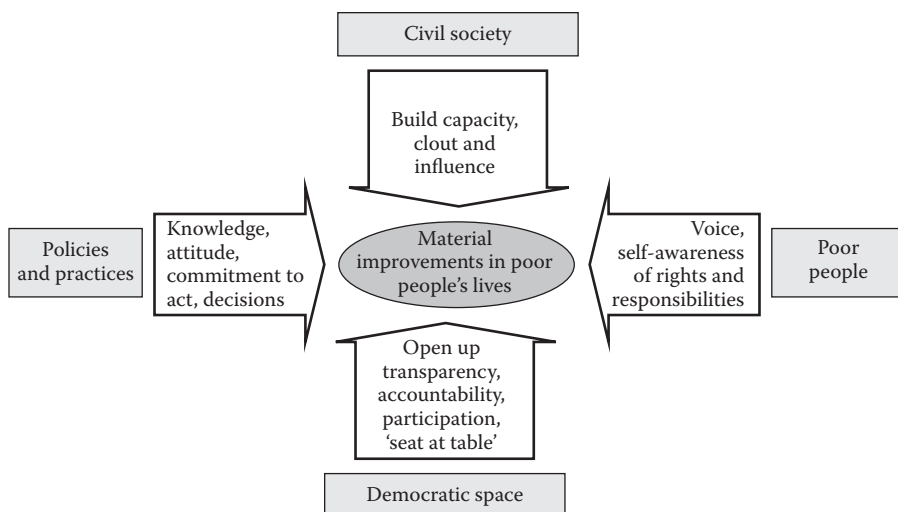 Civil society
Build capacity,
clout and
influence
Policies
and practices
Knowledge,
attitude,
commitment to
act, decisions
Material
improvements in poor
people’s lives
Voice,
self-awareness
of rights and
responsibilities
Poor
people
Open up
transparency,
accountability,
participation,
‘seat at table’
Democratic space